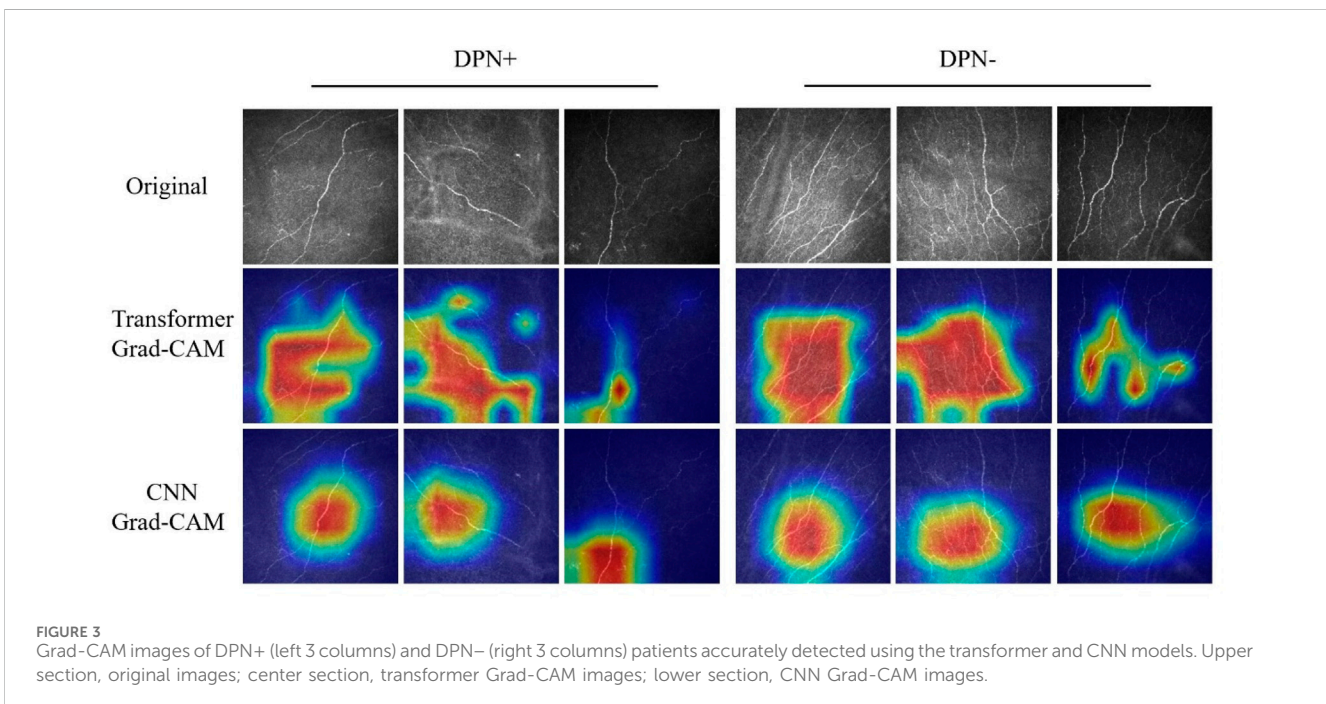 DPN+
DPN-
Original
Transformer
Grad-CAM
CNN
Grad-CAM
FIGURE 3
Grad-CAM images of DPN+ (left 3 columns) and DPN− (right 3 columns) patients accurately detected using the transformer and CNN models. Upper
section, original images; center section, transformer Grad-CAM images; lower section, CNN Grad-CAM images.